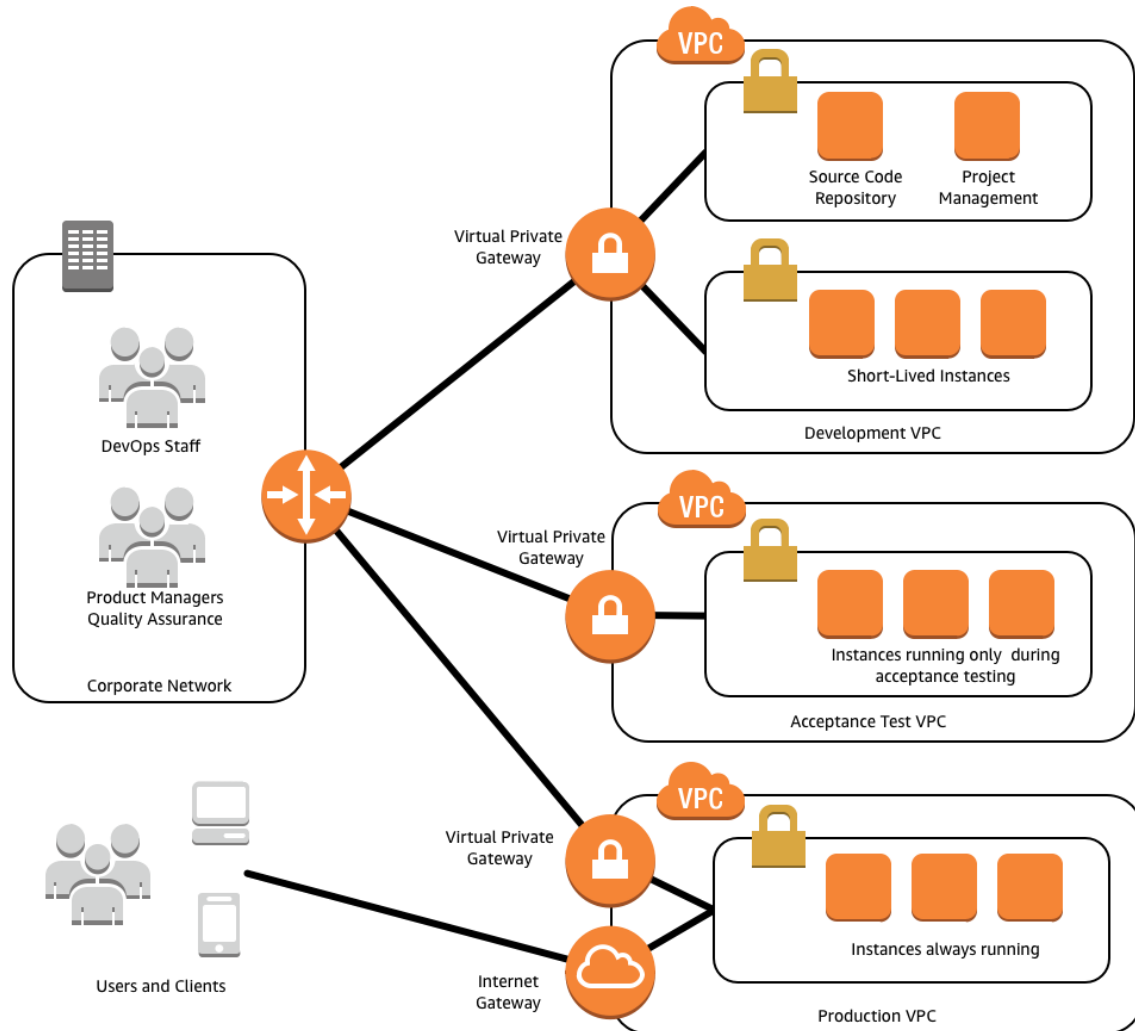 VPC
Source Code
Repository
Project
Management
Virtual Private
Gateway
Short-Lived Instances
Development VPC
DevOps Staff
Product Managers
Quality Assurance
Corporate Network
VPC
Virtual Private
Gateway
Instances running only during
acceptance testing
Acceptance Test VPC
VPC
Virtual Private
Gateway
Instances always running
Users and Clients
Internet
Gateway
Production VPC